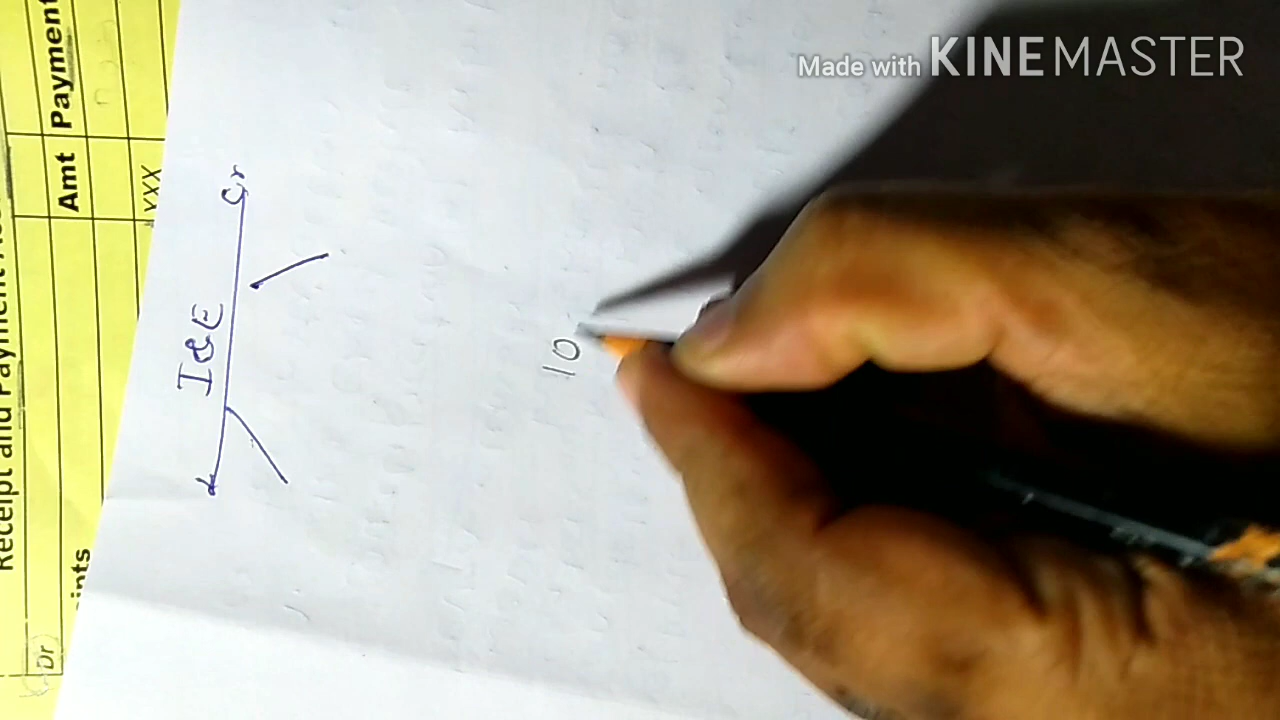 Made with KINEMASTER
Receipt and Payment
Dr
Amt Payment
XXX
I & E
Cr
10